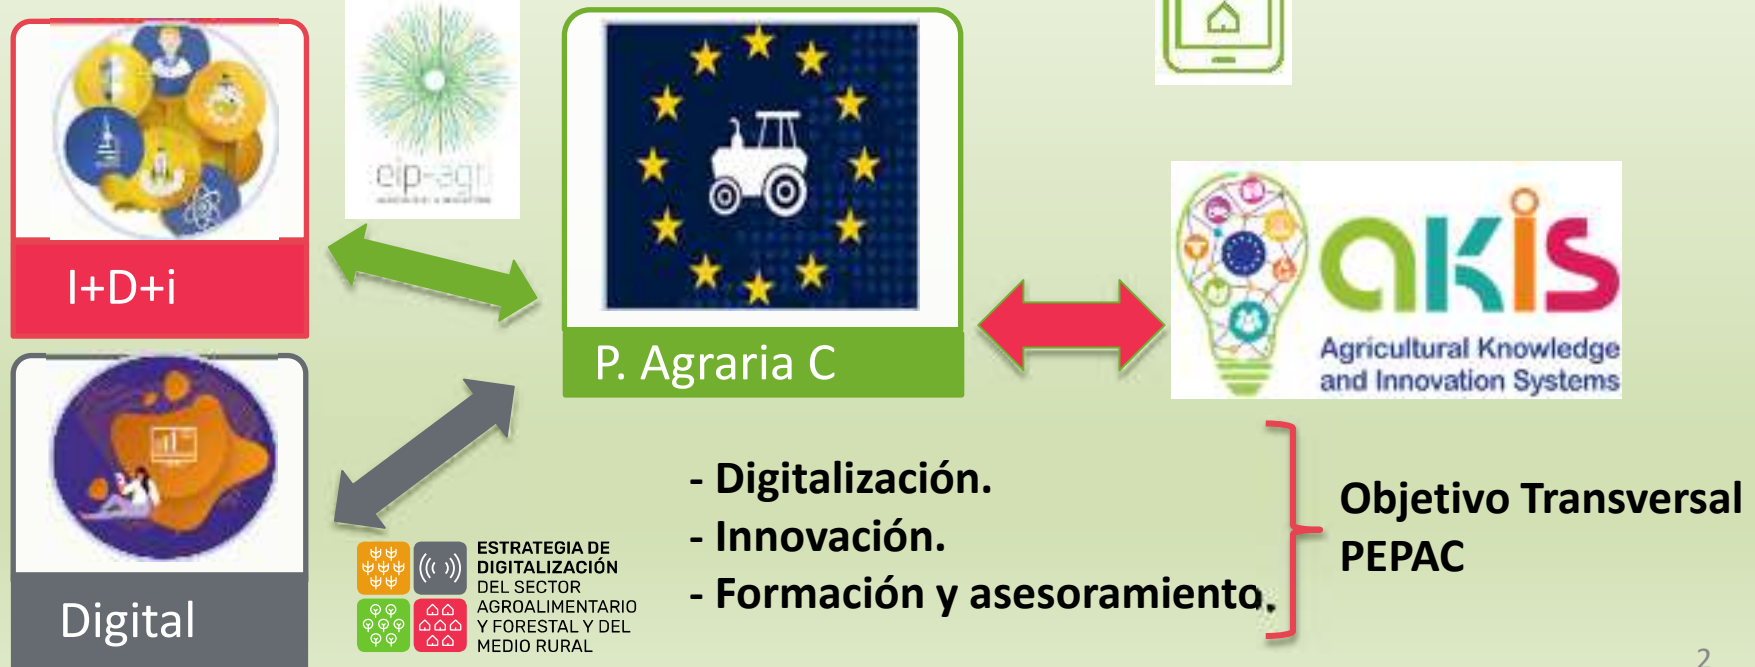 I+D+i
eip-agri
P. Agraria C
akis
Agricultural Knowledge
and Innovation Systems
Digital
ESTRATEGIA DE
DIGITALIZACIÓN
DEL SECTOR
AGROALIMENTARIO
Y FORESTAL Y DEL
MEDIO RURAL
- Digitalización.
- Innovación.
- Formación y asesoramiento.
Objetivo Transversal
PEPAC
2